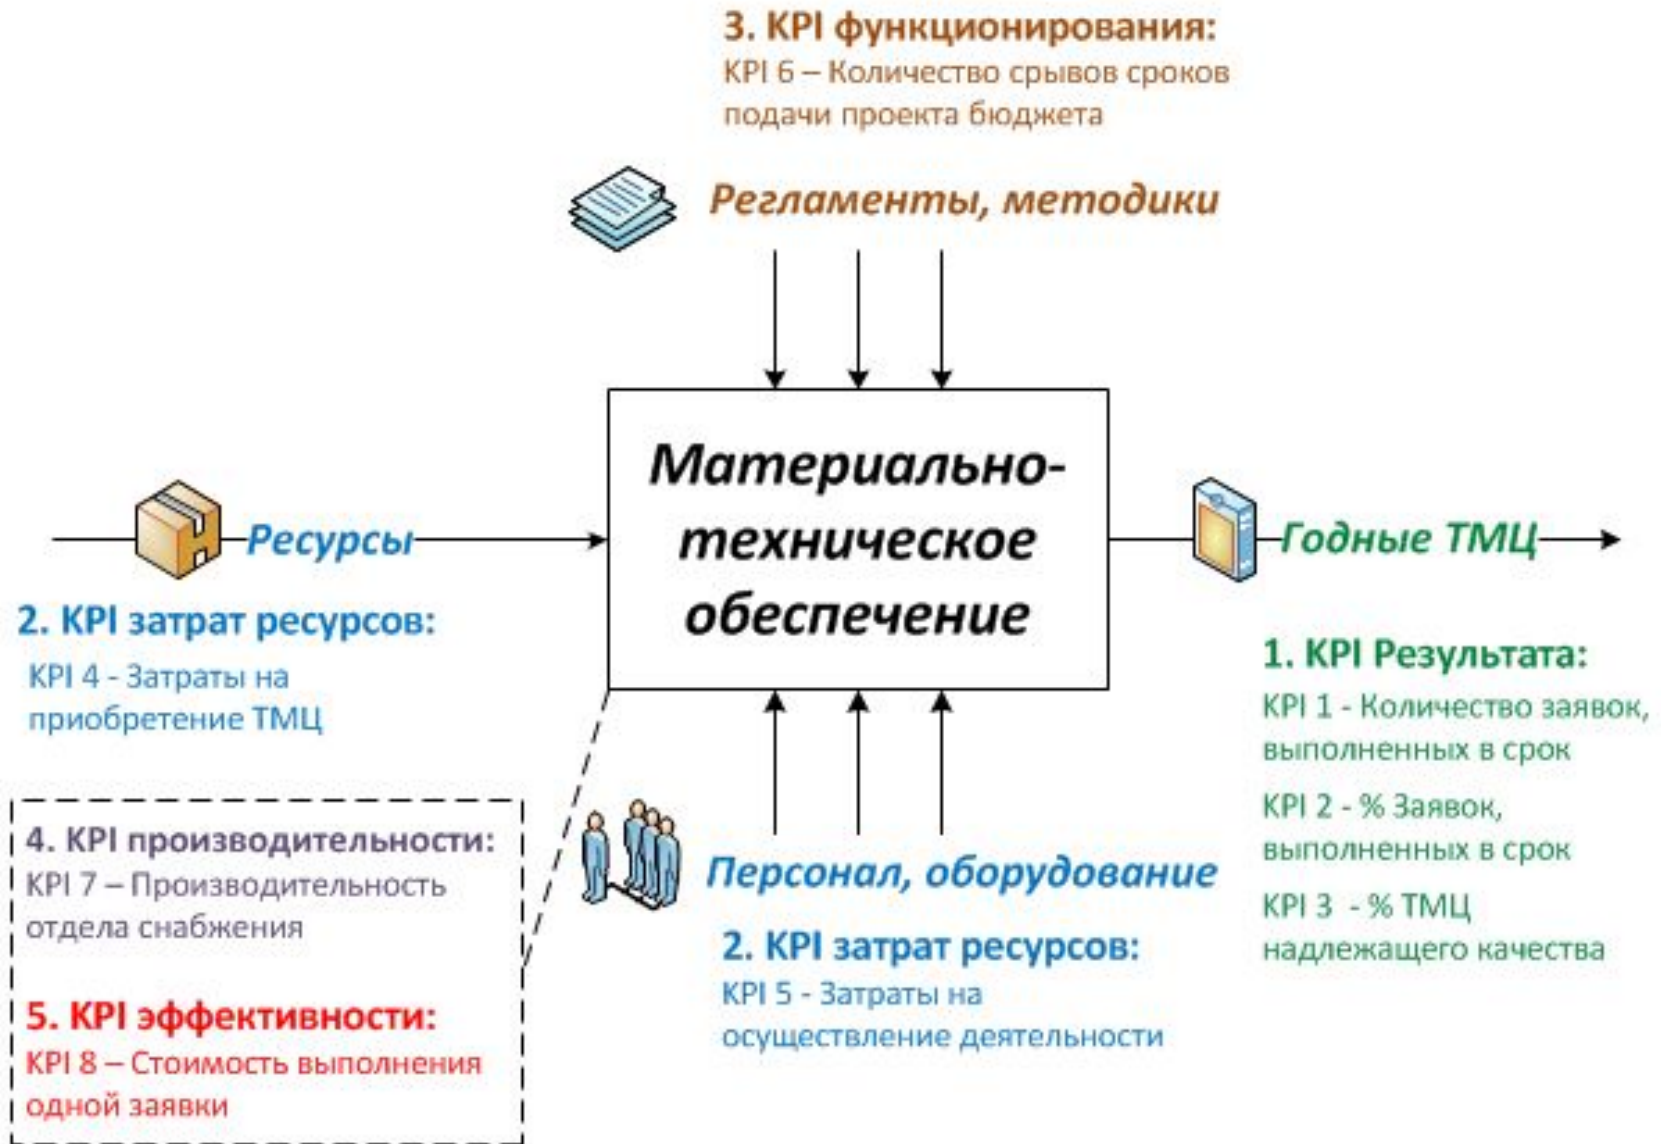 3. KPI функционирования:
KPI 6 – Количество срывов сроков
подачи проекта бюджета
Регламенты, методики
Материально-
техническое
обеспечение
Ресурсы
2. KPI затрат ресурсов:
KPI 4 - Затраты на
приобретение ТМЦ
Годные ТМЦ
1. KPI Результата:
KPI 1 - Количество заявок,
выполненных в срок
KPI 2 - % Заявок,
выполненных в срок
KPI 3 - % ТМЦ
надлежащего качества
4. KPI производительности:
KPI 7 – Производительность
отдела снабжения
5. KPI эффективности:
KPI 8 – Стоимость выполнения
одной заявки
Персонал, оборудование
2. KPI затрат ресурсов:
KPI 5 - Затраты на
осуществление деятельности